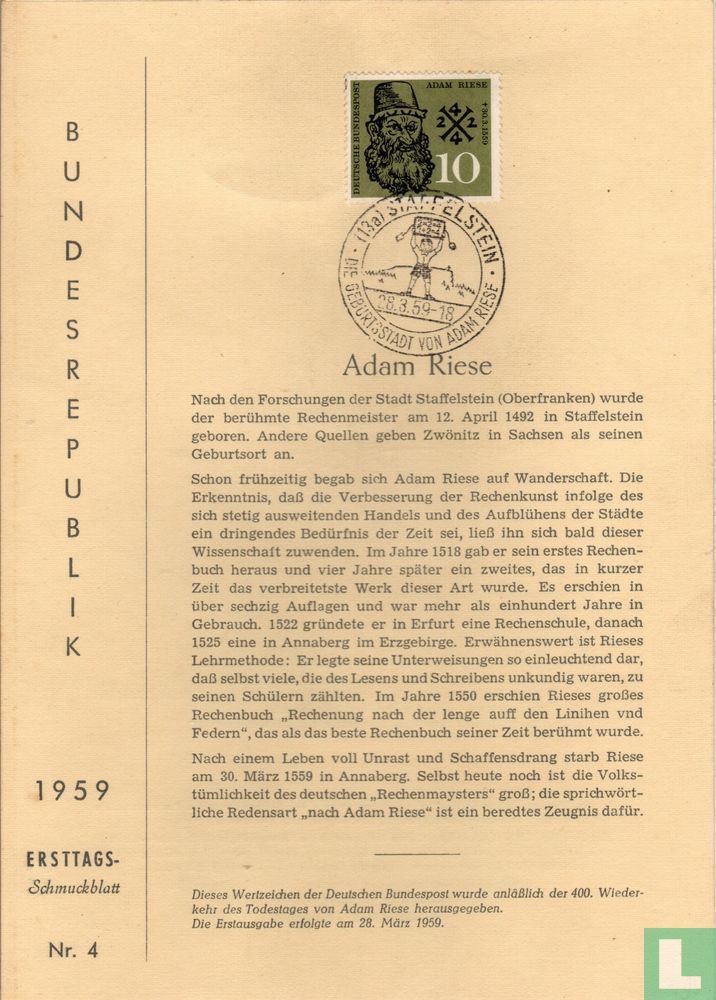 BUNDESREPUBLIK
1959
ERSTTAGS-
Schmuckblatt
Nr. 4
DEUTSCHE BUNDESPOST
ADAM RIESE
✝30.3.1559
4
2 2
4
10
(13a) STAFFELSTEIN
28.3.59-18
DIE GEBURTSSTADT VON ADAM RIESE
Adam Riese
Nach den Forschungen der Stadt Staffelstein (Oberfranken) wurde
der berühmte Rechenmeister am 12. April 1492 in Staffelstein
geboren. Andere Quellen geben Zwönitz in Sachsen als seinen
Geburtsort an.
Schon frühzeitig begab sich Adam Riese auf Wanderschaft. Die
Erkenntnis, daß die Verbesserung der Rechenkunst infolge des
sich stetig ausweitenden Handels und des Aufblühens der Städte
ein dringendes Bedürfnis der Zeit sei, ließ ihn sich bald dieser
Wissenschaft zuwenden. Im Jahre 1518 gab er sein erstes Rechen-
buch heraus und vier Jahre später ein zweites, das in kurzer
Zeit das verbreitetste Werk dieser Art wurde. Es erschien in
über sechzig Auflagen und war mehr als einhundert Jahre in
Gebrauch. 1522 gründete er in Erfurt eine Rechenschule, danach
1525 eine in Annaberg im Erzgebirge. Erwähnenswert ist Rieses
Lehrmethode: Er legte seine Unterweisungen so einleuchtend dar,
daß selbst viele, die des Lesens und Schreibens unkundig waren, zu
seinen Schülern zählten. Im Jahre 1550 erschien Rieses großes
Rechenbuch „Rechenung nach der lenge auff den Linihen vnd
Federn“, das als das beste Rechenbuch seiner Zeit berühmt wurde.
Nach einem Leben voll Unrast und Schaffensdrang starb Riese
am 30. März 1559 in Annaberg. Selbst heute noch ist die Volks-
tümlichkeit des deutschen „Rechenmaysters“ groß; die sprichwört-
liche Redensart „nach Adam Riese“ ist ein beredtes Zeugnis dafür.
Dieses Wertzeichen der Deutschen Bundespost wurde anläßlich der 400. Wieder-
kehr des Todestages von Adam Riese herausgegeben.
Die Erstausgabe erfolgte am 28. März 1959.
L